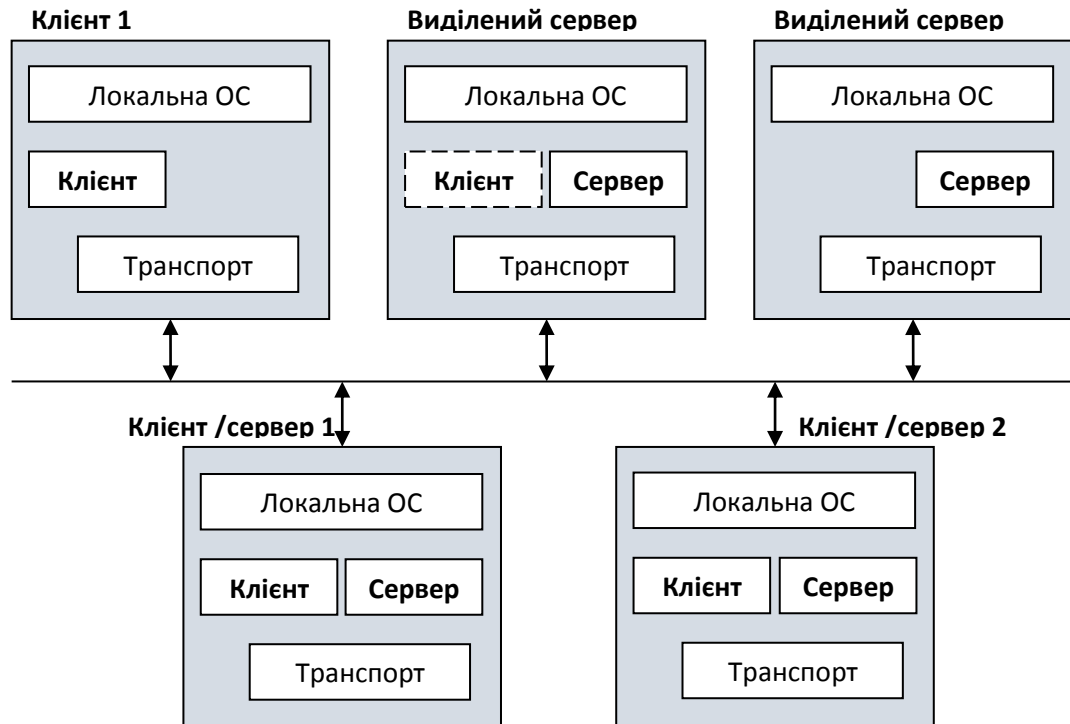 Клієнт 1
Виділений сервер
Виділений сервер
Локальна ОС
Локальна ОС
Локальна ОС
Клієнт
Клієнт
Сервер
Сервер
Транспорт
Транспорт
Транспорт
Клієнт /сервер 1
Клієнт /сервер 2
Локальна ОС
Локальна ОС
Клієнт
Сервер
Клієнт
Сервер
Транспорт
Транспорт